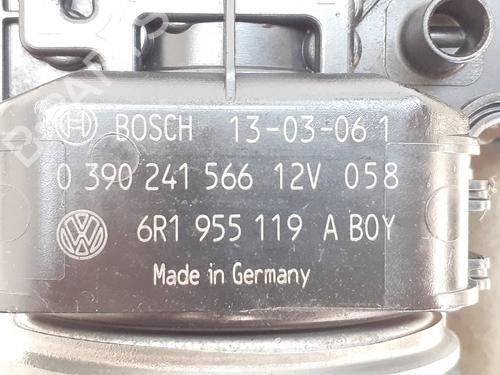 BOSCH 13-03-06 1
0 390 241 566 12V 058
6R1 955 119 A BOY
Made in Germany